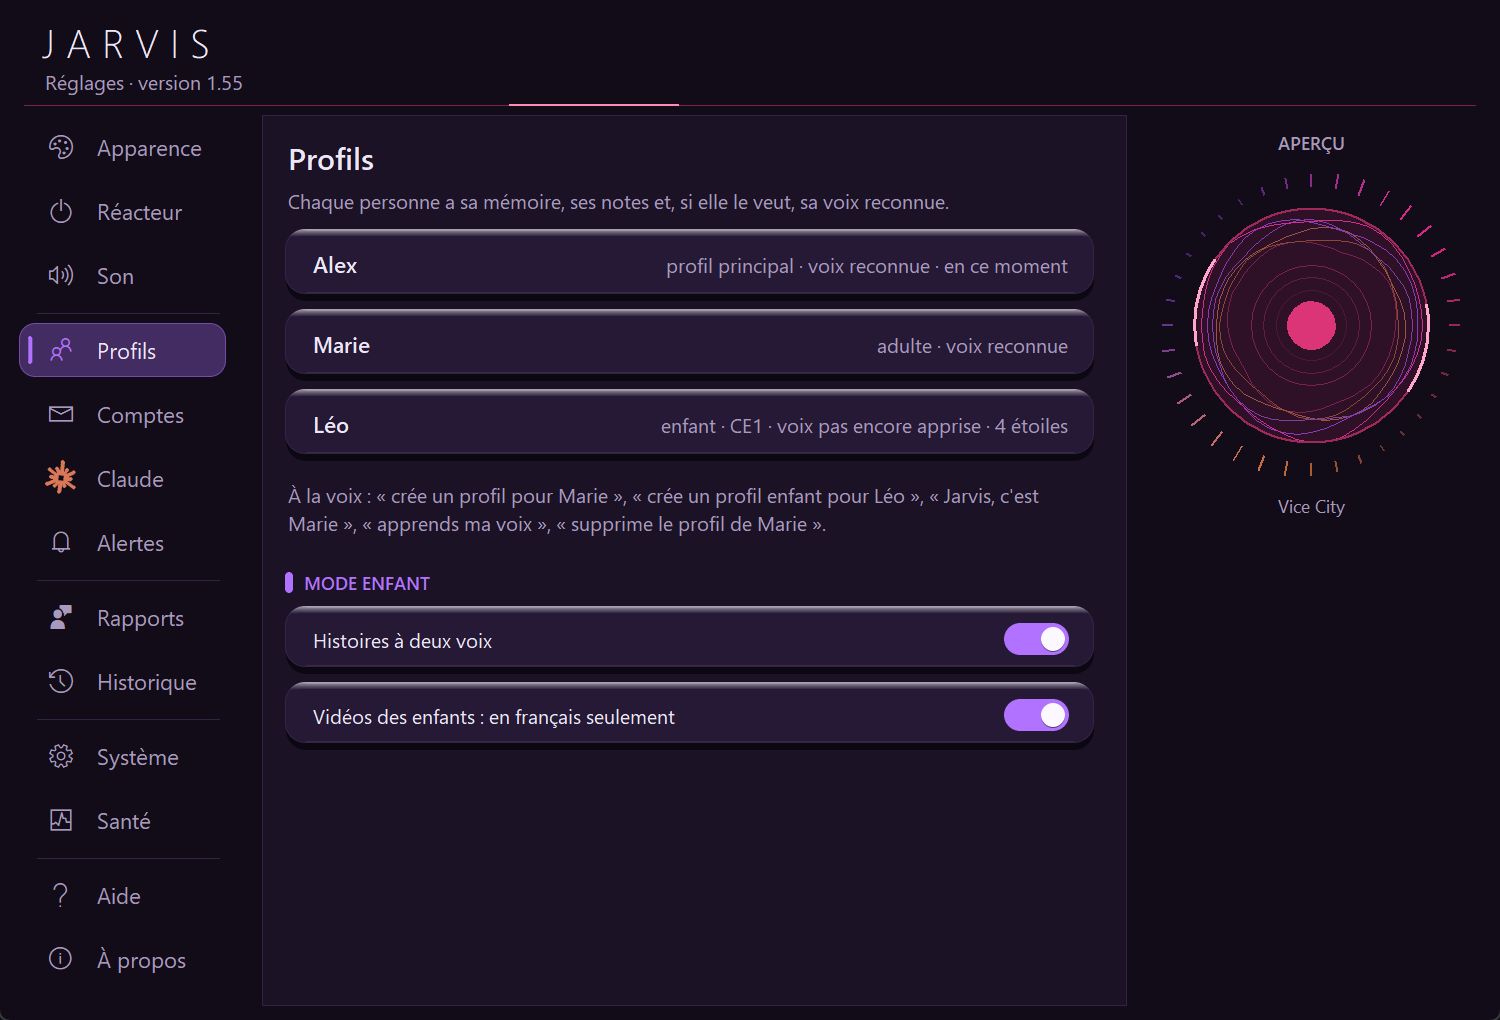 JARVIS
Réglages · version 1.55
Apparence
Réacteur
Son
Profils
Comptes
Claude
Alertes
Rapports
Historique
Système
Santé
Aide
À propos
Profils
Chaque personne a sa mémoire, ses notes et, si elle le veut, sa voix reconnue.
Alex profil principal · voix reconnue · en ce moment
Marie adulte · voix reconnue
Léo enfant · CE1 · voix pas encore apprise · 4 étoiles
À la voix : « crée un profil pour Marie », « crée un profil enfant pour Léo », « Jarvis, c'est
Marie », « apprends ma voix », « supprime le profil de Marie ».
MODE ENFANT
Histoires à deux voix
Vidéos des enfants : en français seulement
APERÇU
Vice City